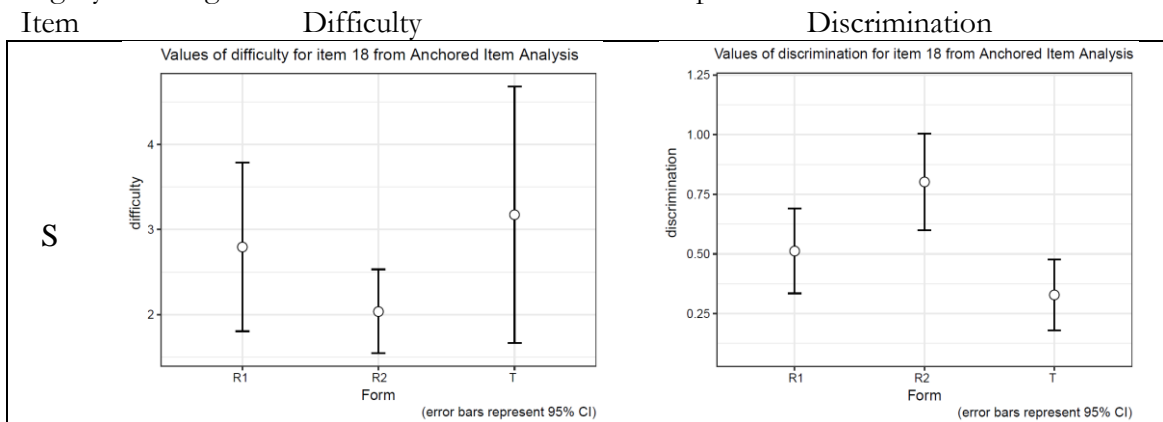 Item Difficulty Discrimination
S
Values of difficulty for item 18 from Anchored Item Analysis
difficulty
4
3
2
R1 R2 T
Form
(error bars represent 95% CI)
Values of discrimination for item 18 from Anchored Item Analysis
discrimination
1.25
1.00
0.75
0.50
0.25
R1 R2 T
Form
(error bars represent 95% CI)